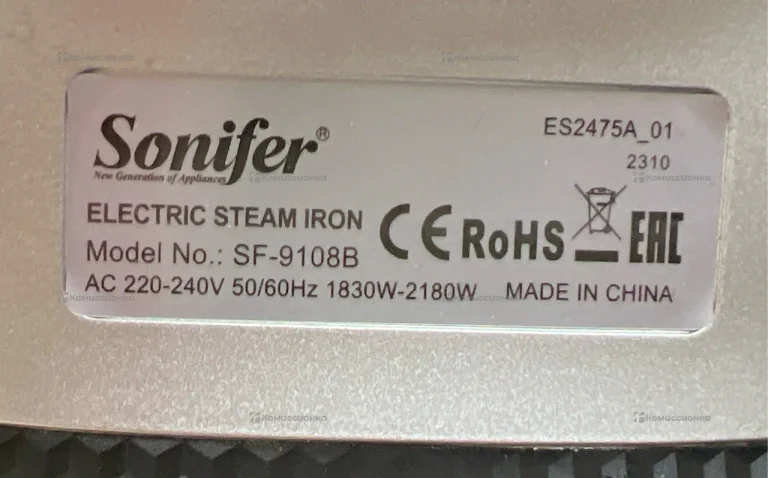 Sonifer®
New Generation of Appliances
ES2475A_01
2310
ELECTRIC STEAM IRON
CE RoHS EAC
Model No.: SF-9108B
AC 220-240V 50/60Hz 1830W-2180W MADE IN CHINA
Комиссионка